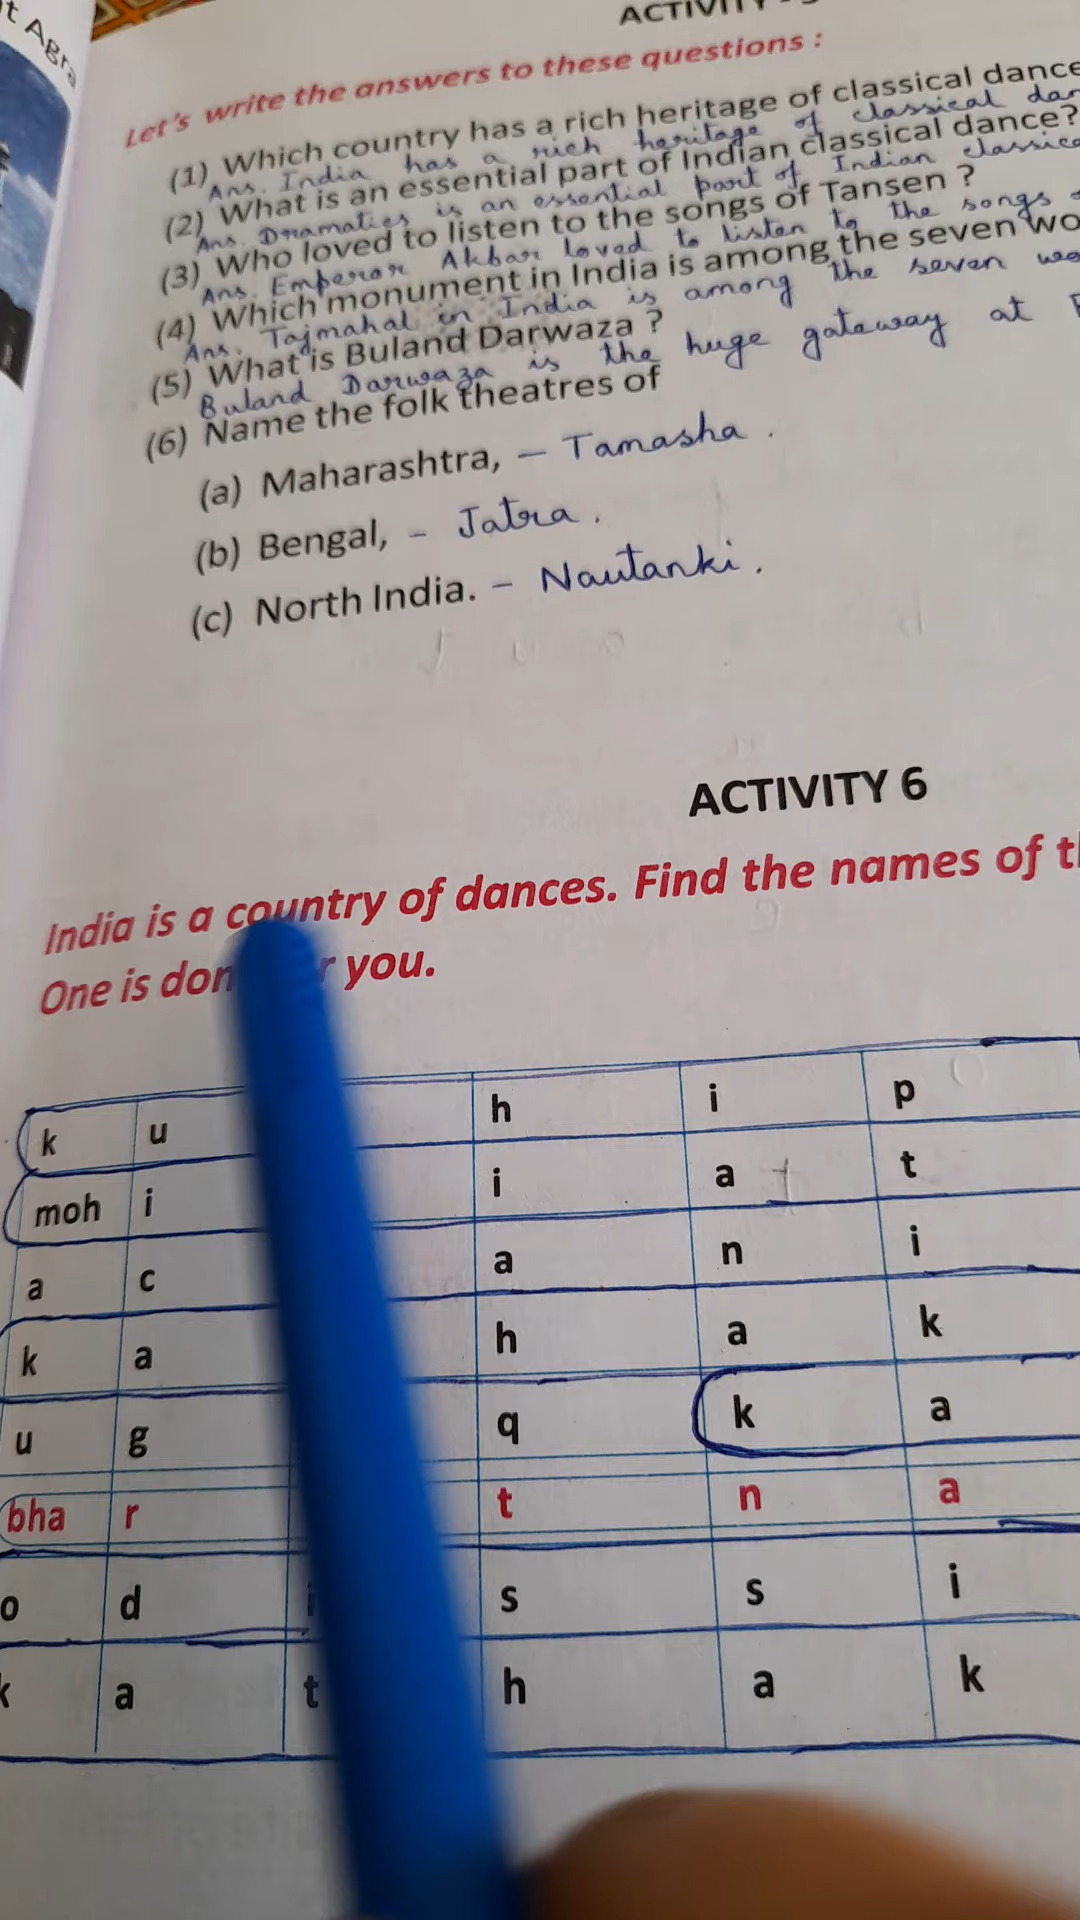 t Agra
ACTIVITY
Let's write the answers to these questions :
(1) Which country has a rich heritage of classical dance
Ans. India has a rich heritage of classical dan
(2) What is an essential part of Indian classical dance?
Ans. Dramatics is an essential part of Indian classica
(3) Who loved to listen to the songs of Tansen ?
Ans. Emperor Akbar loved to listen to the songs
(4) Which monument in India is among the seven wo
Ans. Tajmahal in India is among the seven wo
(5) What is Buland Darwaza ?
Buland Darwaza is the huge gateway at
(6) Name the folk theatres of
(a) Maharashtra, – Tamasha .
(b) Bengal, - Jatra .
(c) North India. – Nautanki .
ACTIVITY 6
India is a country of dances. Find the names of t
One is don r you.
k u h i p
moh i i a t
a c a n i
k a h a k
u g q k a
bha r t n a
o d i s s i
k a t h a k